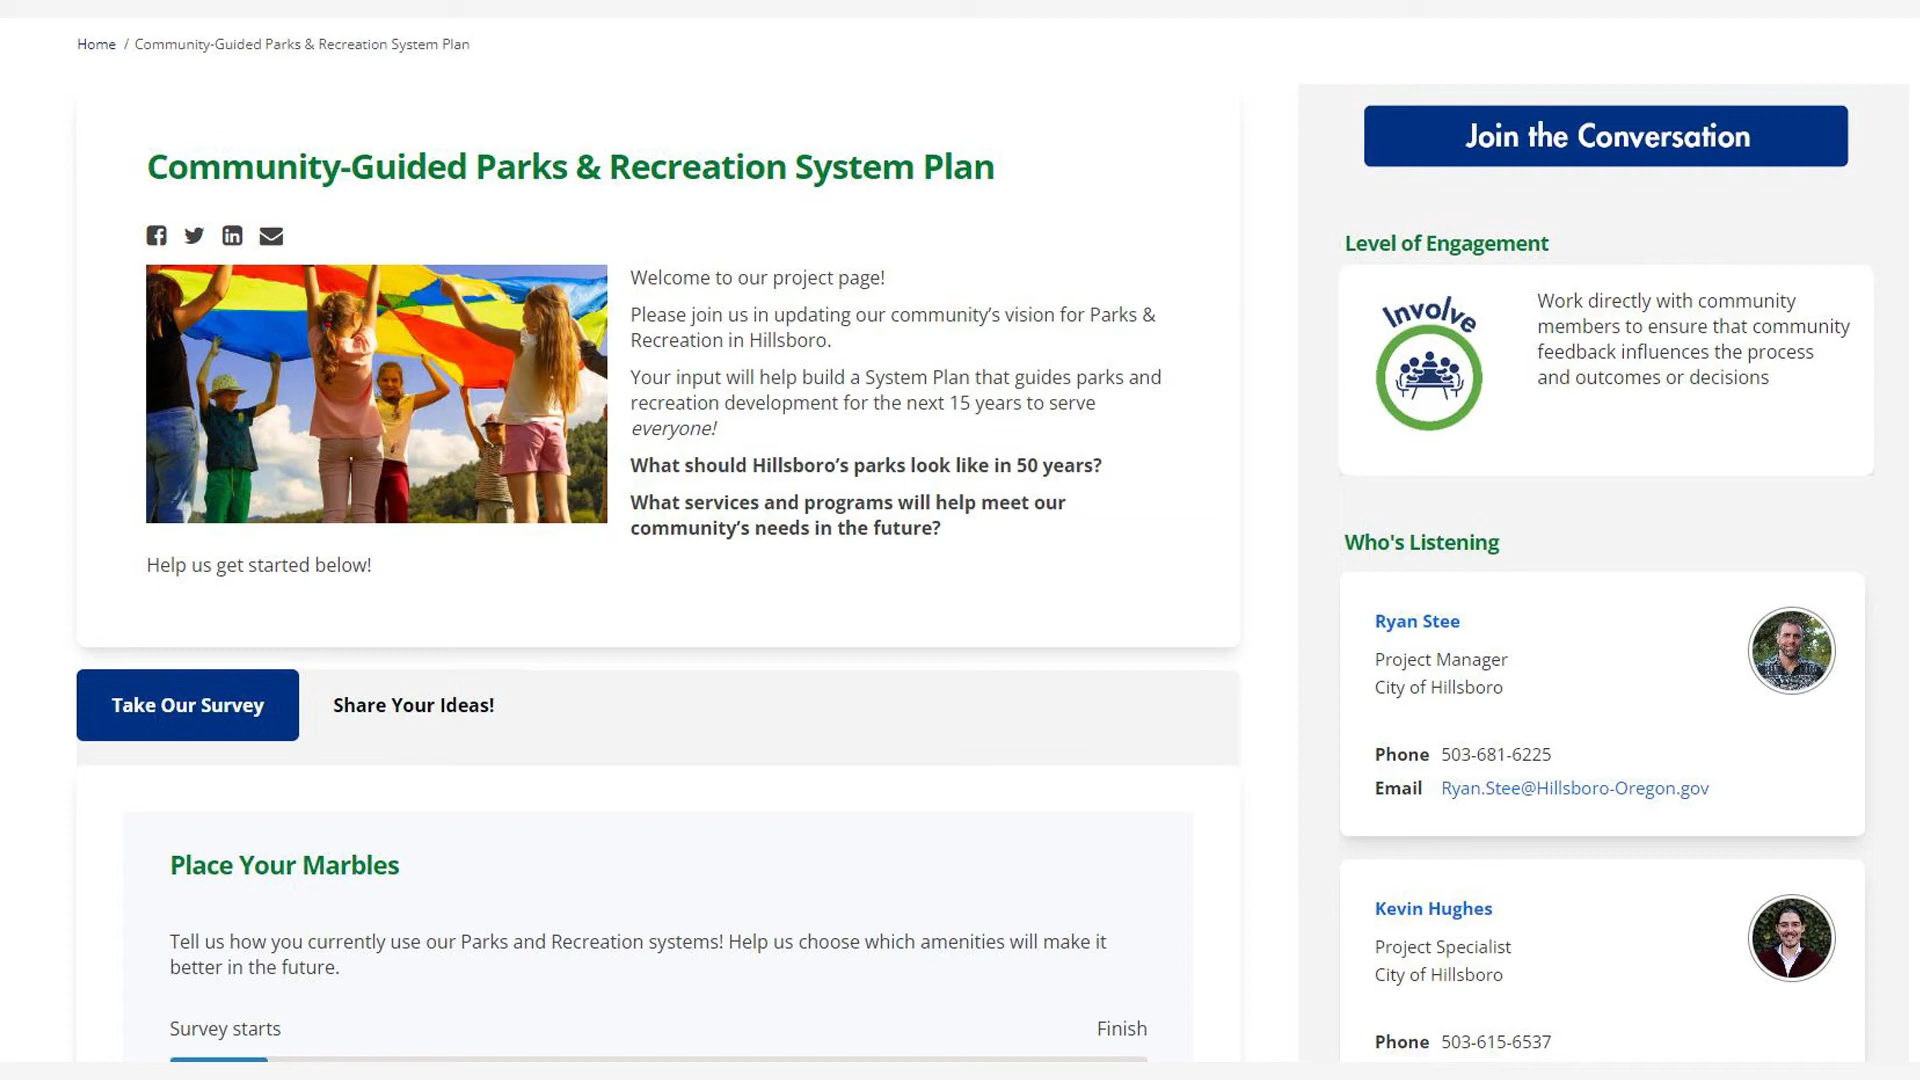 Home / Community-Guided Parks & Recreation System Plan
Community-Guided Parks & Recreation System Plan
Welcome to our project page!
Please join us in updating our community’s vision for Parks &
Recreation in Hillsboro.
Your input will help build a System Plan that guides parks and
recreation development for the next 15 years to serve
everyone!
What should Hillsboro’s parks look like in 50 years?
What services and programs will help meet our
community’s needs in the future?
Help us get started below!
Take Our Survey
Share Your Ideas!
Place Your Marbles
Tell us how you currently use our Parks and Recreation systems! Help us choose which amenities will make it
better in the future.
Survey starts
Finish
Join the Conversation
Level of Engagement
Involve
Work directly with community
members to ensure that community
feedback influences the process
and outcomes or decisions
Who's Listening
Ryan Stee
Project Manager
City of Hillsboro
Phone 503-681-6225
Email Ryan.Stee@Hillsboro-Oregon.gov
Kevin Hughes
Project Specialist
City of Hillsboro
Phone 503-615-6537